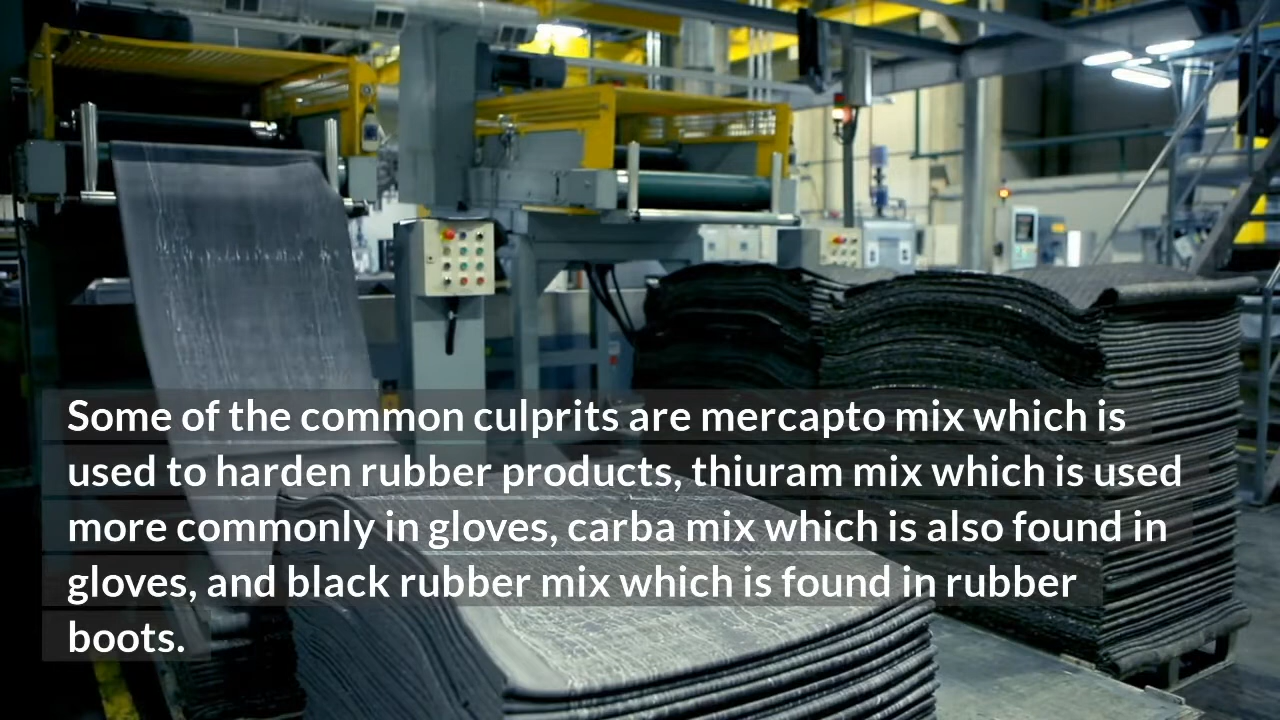 Some of the common culprits are mercapto mix which is
used to harden rubber products, thiuram mix which is used
more commonly in gloves, carba mix which is also found in
gloves, and black rubber mix which is found in rubber
boots.